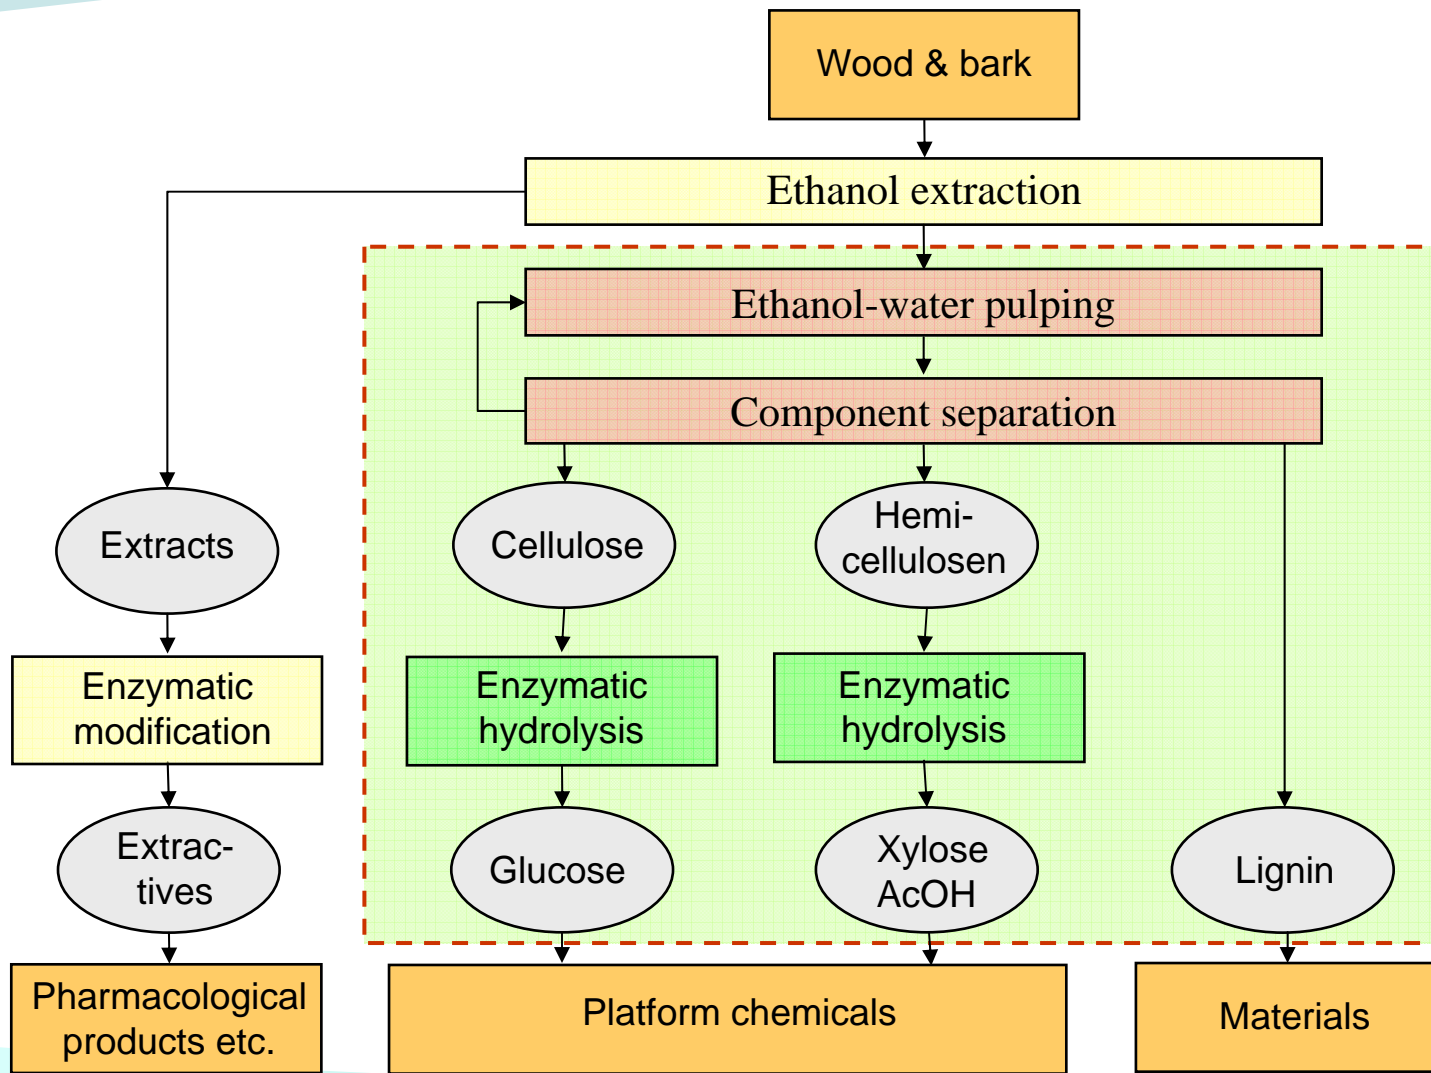 Wood & bark
Ethanol extraction
Ethanol-water pulping
Component separation
Extracts
Cellulose
Hemi-
cellulosen
Enzymatic
modification
Enzymatic
hydrolysis
Enzymatic
hydrolysis
Extrac-
tives
Glucose
Xylose
AcOH
Lignin
Pharmacological
products etc.
Platform chemicals
Materials